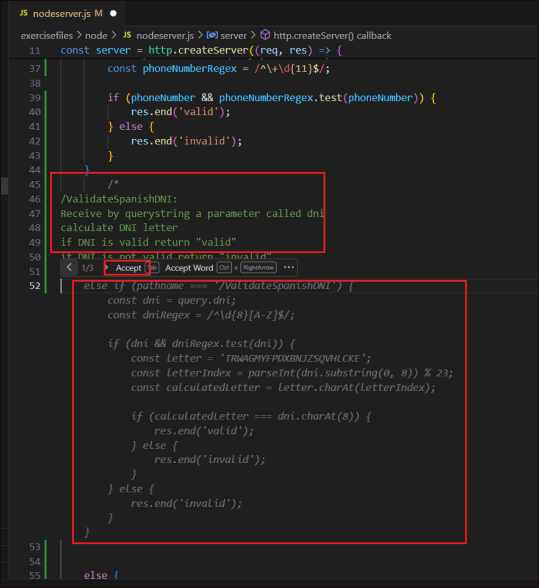 JS nodeserver.js M ●
exercisefiles > node > JS nodeserver.js > server > http.createServer() callback
11 const server = http.createServer((req, res) => {
37 const phoneNumberRegex = /^\+\d{11}$/;
38
39 if (phoneNumber && phoneNumberRegex.test(phoneNumber)) {
40 res.end('valid');
41 } else {
42 res.end('invalid');
43 }
44 }
45 /*
46 /ValidateSpanishDNI:
47 Receive by querystring a parameter called dni
48 calculate DNI letter
49 if DNI is valid return "valid"
50 if DNI is not valid return "invalid"
51 < 1/3 > Accept Tab Accept Word Ctrl + RightArrow ...
52 else if (pathname === '/ValidateSpanishDNI') {
const dni = query.dni;
const dniRegex = /^\d{8}[A-Z]$/;
if (dni && dniRegex.test(dni)) {
const letter = 'TRWAGMYFPDXBNJZSQVHLCKE';
const letterIndex = parseInt(dni.substring(0, 8)) % 23;
const calculatedLetter = letter.charAt(letterIndex);
if (calculatedLetter === dni.charAt(8)) {
res.end('valid');
} else {
res.end('invalid');
}
} else {
res.end('invalid');
}
}
53
54
55 else {